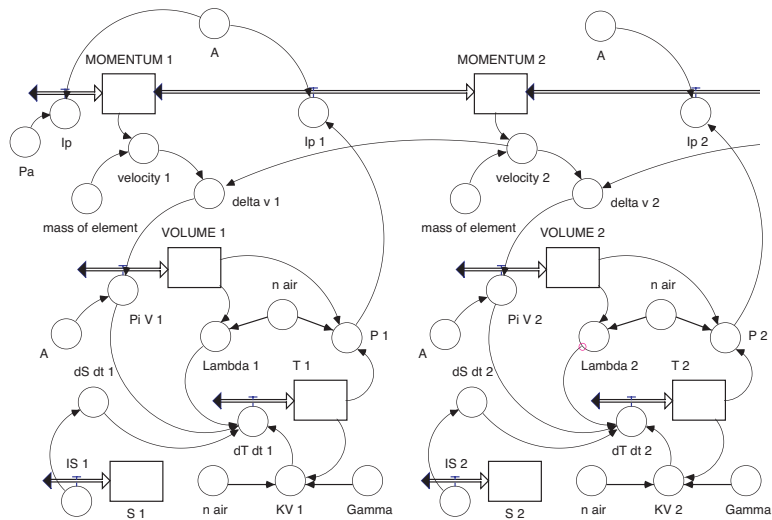 A
A
MOMENTUM 1
MOMENTUM 2
Ip
Ip 1
Ip 2
Pa
velocity 1
velocity 2
mass of element
delta v 1
mass of element
delta v 2
VOLUME 1
VOLUME 2
n air
n air
Pi V 1
Pi V 2
A
P 1
A
P 2
Lambda 1
T 1
Lambda 2
T 2
dS dt 1
dS dt 2
dT dt 1
dT dt 2
IS 1
IS 2
S 1
n air
KV 1
Gamma
S 2
n air
KV 2
Gamma